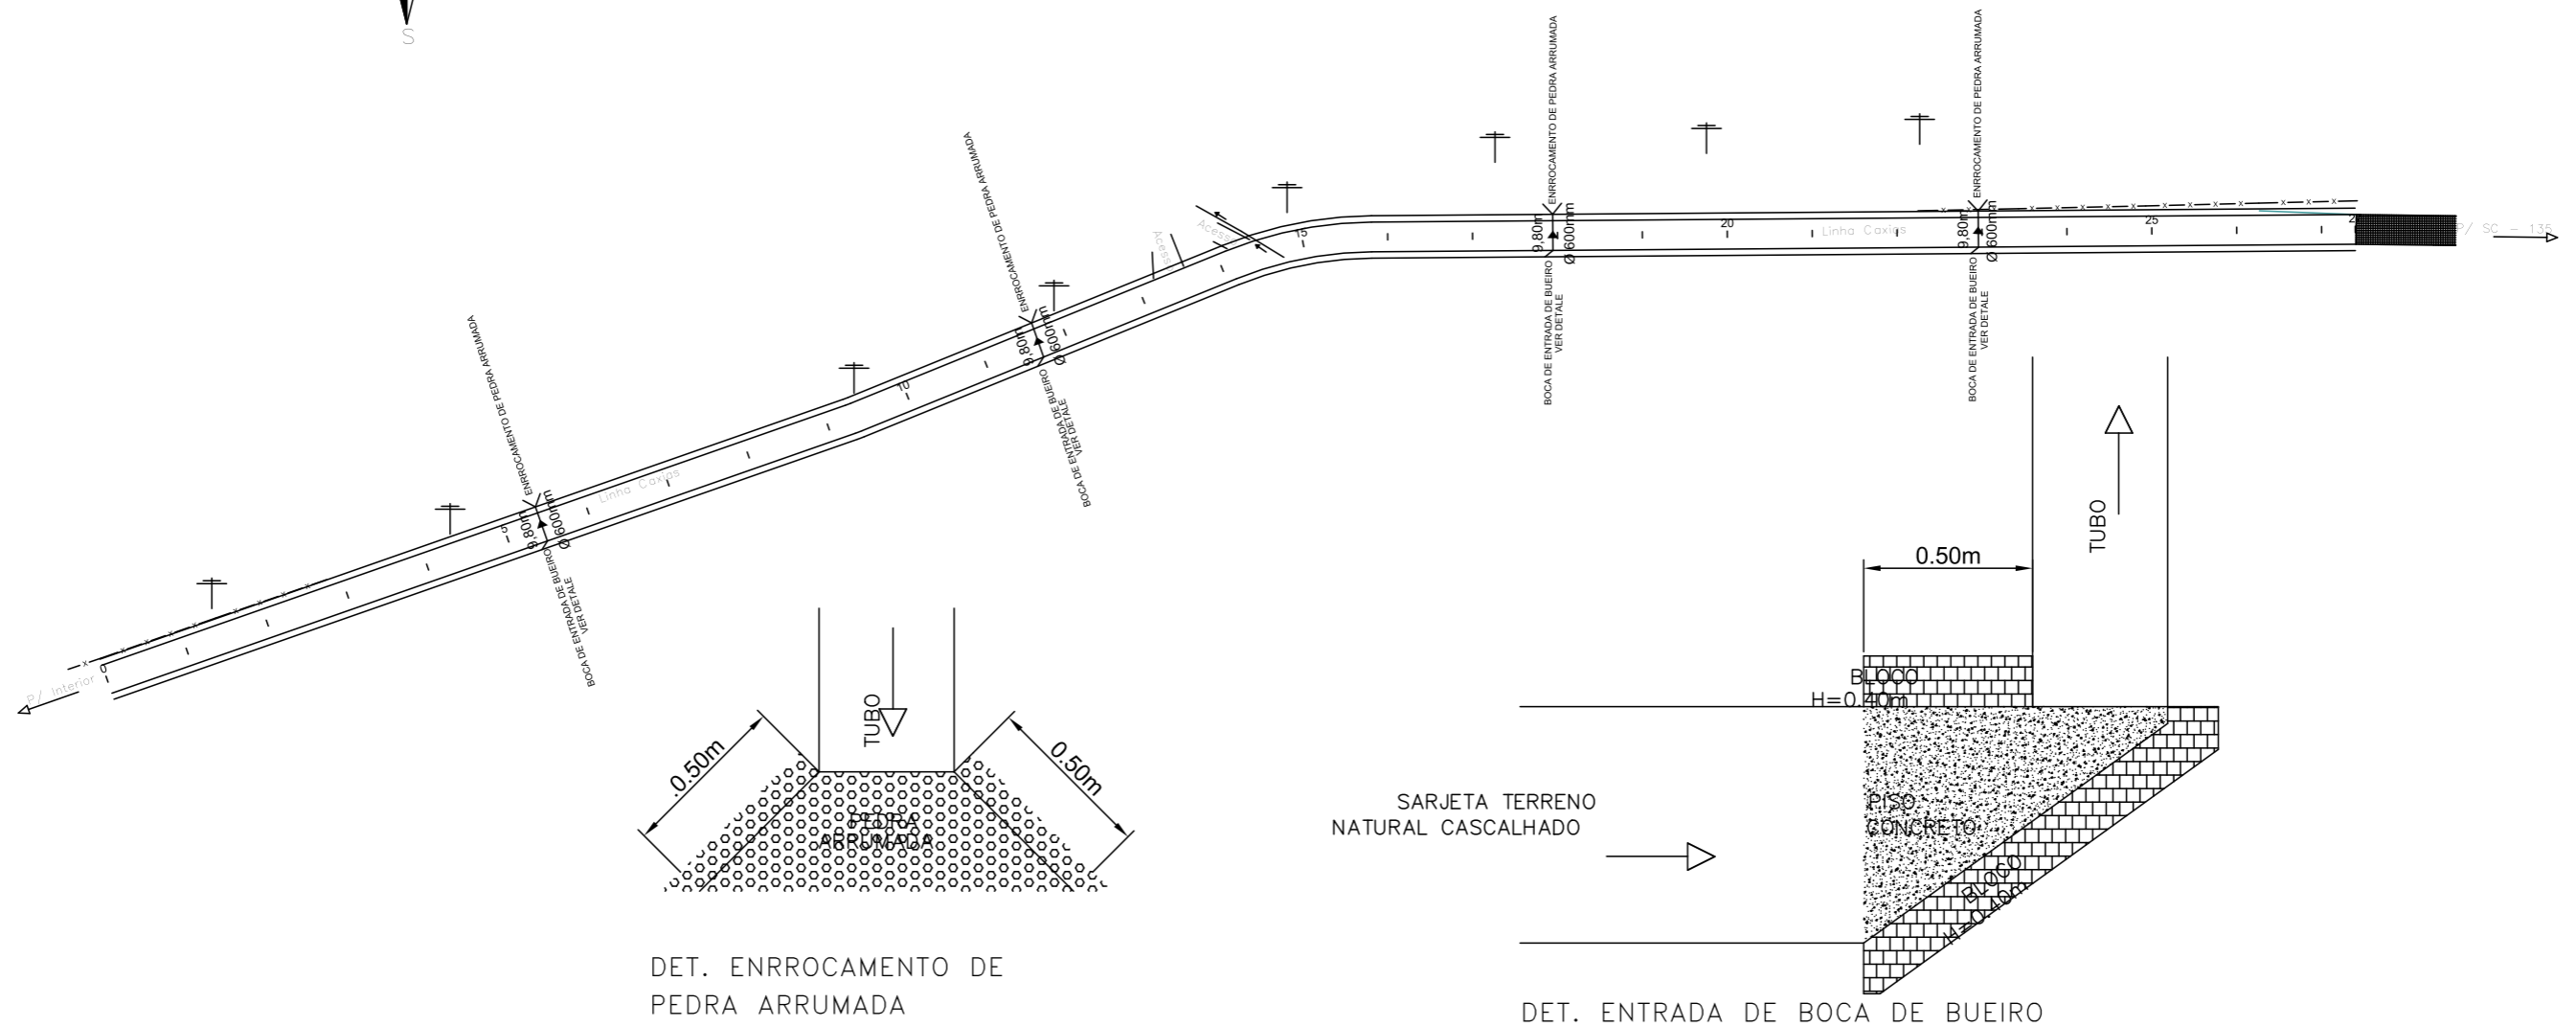 S
ENRROCAMENTO DE PEDRA ARRUMADA
9,80m
Ø 600mm
BOCA DE ENTRADA DE BUEIRO
VER DETALE
ENRROCAMENTO DE PEDRA ARRUMADA
9,80m
Ø 600mm
BOCA DE ENTRADA DE BUEIRO
VER DETALE
ENRROCAMENTO DE PEDRA ARRUMADA
9,80m
Ø 600mm
BOCA DE ENTRADA DE BUEIRO
VER DETALE
ENRROCAMENTO DE PEDRA ARRUMADA
9,80m
Ø 600mm
BOCA DE ENTRADA DE BUEIRO
VER DETALE
P/ Interior
0
5
Linha Caxias
10
Acesso
Acesso
15
20
Linha Caxias
25
P/ SC - 135
TUBO
0.50m
0.50m
PEDRA
ARRUMADA
DET. ENRROCAMENTO DE
PEDRA ARRUMADA
0.50m
TUBO
BLOCO
H=0.40m
SARJETA TERRENO
NATURAL CASCALHADO
PISO
CONCRETO
BLOCO
H=0.40m
DET. ENTRADA DE BOCA DE BUEIRO